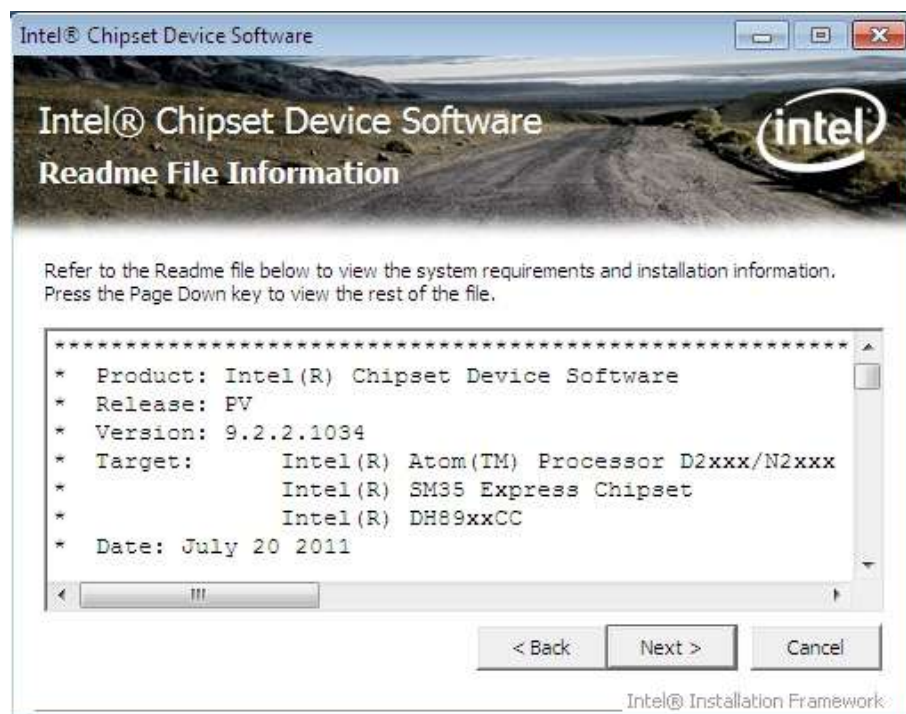 Intel® Chipset Device Software
Intel® Chipset Device Software
intel
Readme File Information
Refer to the Readme file below to view the system requirements and installation information.
Press the Page Down key to view the rest of the file.
********************************************************
* Product: Intel(R) Chipset Device Software
* Release: PV
* Version: 9.2.2.1034
* Target: Intel(R) Atom(TM) Processor D2xxx/N2xxx
* Intel(R) SM35 Express Chipset
* Intel(R) DH89xxCC
* Date: July 20 2011
< Back Next > Cancel
Intel® Installation Framework